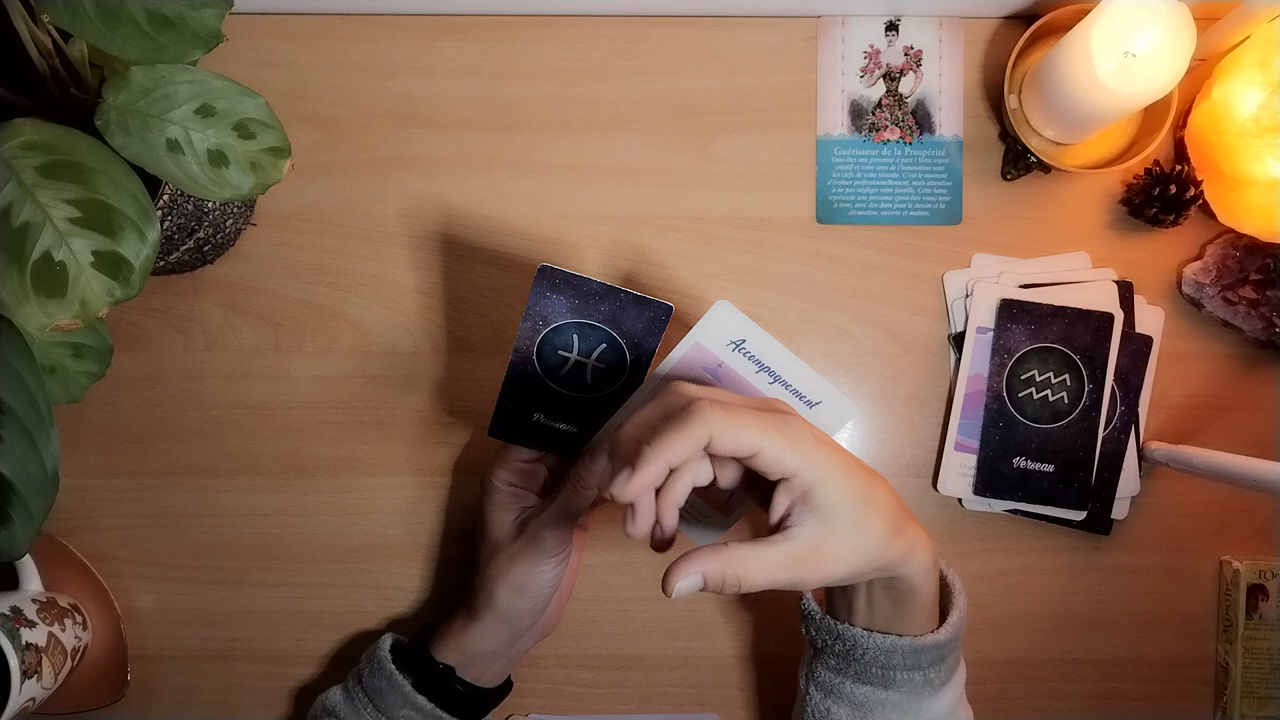 Guérisseur de la Prospérité
Vous êtes une personne à part ! Votre esprit
créatif et votre sens de l'innovation sont
les clefs de votre réussite. C'est le moment
d'évoluer professionnellement, mais attention
à ne pas négliger votre famille. Cette lame
représente une personne (peut-être vous) terre
à terre, avec des dons pour le dessin et la
décoration, ouverte et mature.
Accompagnement
Poissons
Verseau
Miroir